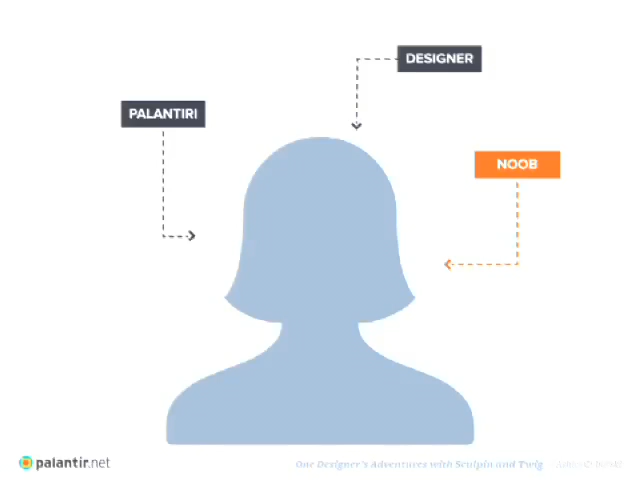 DESIGNER
PALANTIRI
NOOB
palantir.net
One Designer's Adventures with Sculpin and Twig